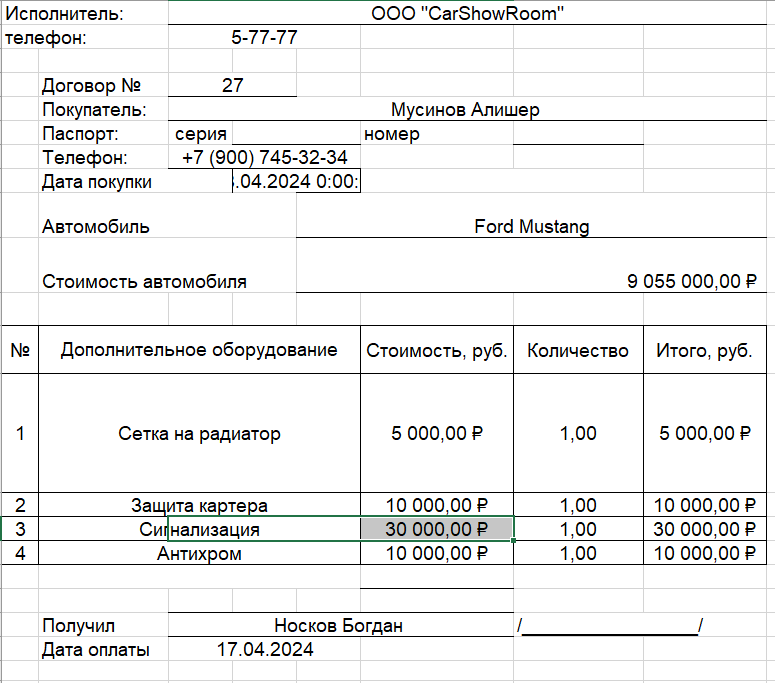 Исполнитель: ООО "CarShowRoom"
телефон: 5-77-77
Договор № 27
Покупатель: Мусинов Алишер
Паспорт: серия номер
Телефон: +7 (900) 745-32-34
Дата покупки .04.2024 0:00:
Автомобиль Ford Mustang
Стоимость автомобиля 9 055 000,00 ₽
№ Дополнительное оборудование Стоимость, руб. Количество Итого, руб.
1 Сетка на радиатор 5 000,00 ₽ 1,00 5 000,00 ₽
2 Защита картера 10 000,00 ₽ 1,00 10 000,00 ₽
3 Сигнализация 30 000,00 ₽ 1,00 30 000,00 ₽
4 Антихром 10 000,00 ₽ 1,00 10 000,00 ₽
Получил Носков Богдан /_________________/
Дата оплаты 17.04.2024